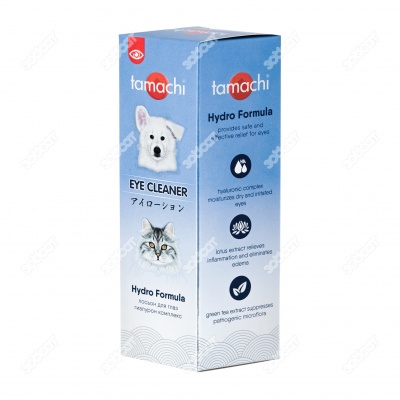 tamachi
EYE CLEANER
アイローション
Hydro Formula
лосьон для глаз
гиалурон комплекс
tamachi
Hydro Formula
provides safe and
effective relief for eyes
hyaluronic complex
moisturizes dry and irritated
eyes
lotus extract relieves
inflammation and eliminates
edema
green tea extract suppresses
pathogenic microflora